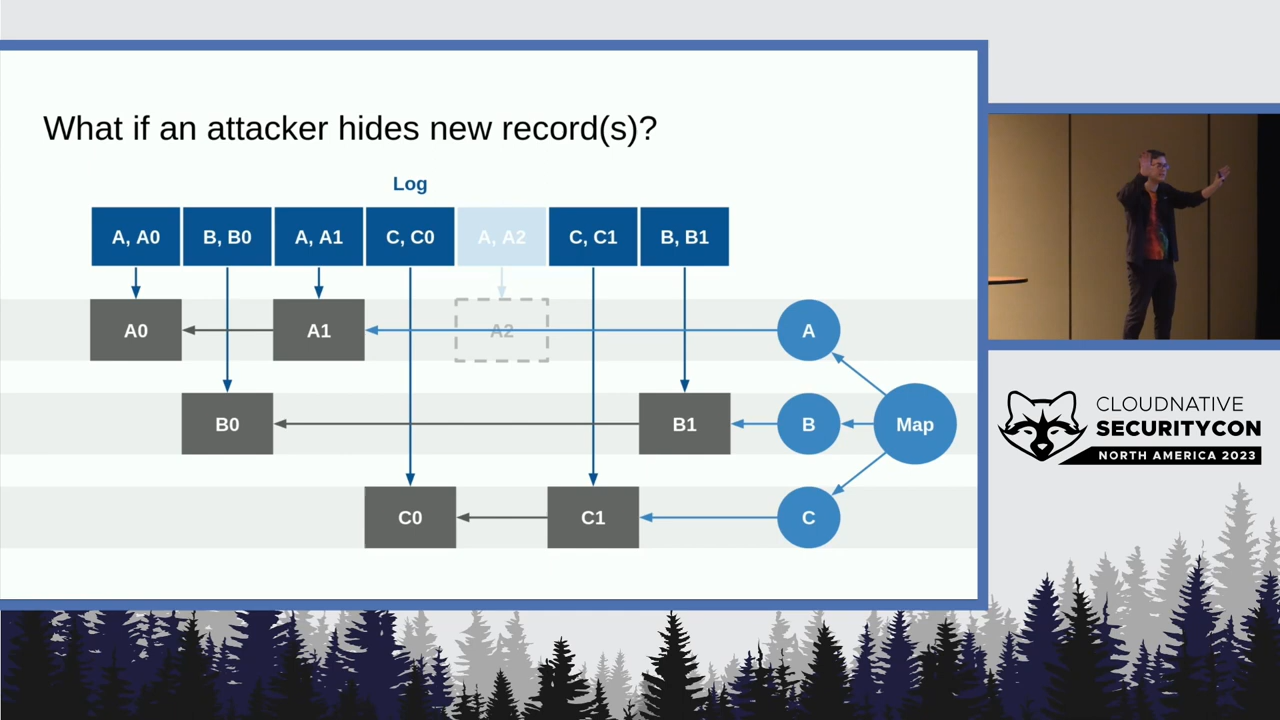 What if an attacker hides new record(s)?
Log
A, A0
B, B0
A, A1
C, C0
A, A2
C, C1
B, B1
A0
A1
A2
A
B0
B1
B
Map
C0
C1
C
CLOUDNATIVE
SECURITYCON
NORTH AMERICA 2023